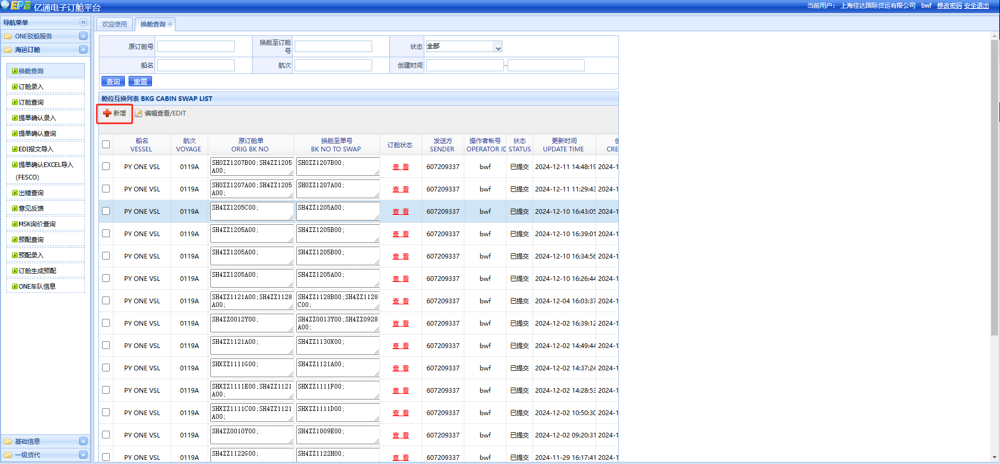 EPB 亿通电子订舱平台
当前用户： 上海佳达国际货运有限公司 bwf 修改密码 安全退出
导航菜单
ONE驳船服务
海运订舱
换舱查询
订舱录入
订舱查询
提单确认录入
提单确认查询
EDI报文导入
提单确认EXCEL导入
(FESCO)
出错查询
意见反馈
MSK询价查询
预配查询
预配录入
订舱生成预配
ONE车队信息
基础信息
一级货代
欢迎使用 换舱查询
原订舱号 换舱至订舱号 状态 全部
船名 航次 创建时间 ~
查询 重置
舱位互换列表 BKG CABIN SWAP LIST
新增 编辑查看/EDIT
船名 航次 原订舱单 换舱至单号 订舱状态 发送方 操作者帐号 状态 更新时间
VESSEL VOYAGE ORIG BK NO BK NO TO SWAP SENDER OPERATOR ID STATUS UPDATE TIME CRE
PY ONE VSL 0119A SH0ZZ1207B00;SH4ZZ1205A00; SH0ZZ1207B00; 查 看 607209337 bwf 已提交 2024-12-11 14:48:19 2024-1
PY ONE VSL 0119A SH0ZZ1207A00;SH4ZZ1205A00; SH0ZZ1207A00; 查 看 607209337 bwf 已提交 2024-12-11 11:29:43 2024-1
PY ONE VSL 0119A SH4ZZ1205C00; SH4ZZ1205A00; 查 看 607209337 bwf 已提交 2024-12-10 16:43:05 2024-1
PY ONE VSL 0119A SH4ZZ1205A00; SH4ZZ1205B00; 查 看 607209337 bwf 已提交 2024-12-10 16:39:01 2024-1
PY ONE VSL 0119A SH4ZZ1205A00; SH4ZZ1205B00; 查 看 607209337 bwf 已提交 2024-12-10 16:34:56 2024-1
PY ONE VSL 0119A SH4ZZ1205A00; SH4ZZ1205A00; 查 看 607209337 bwf 已提交 2024-12-10 16:26:44 2024-1
PY ONE VSL 0119A SH4ZZ1121A00;SH4ZZ1128A00; SH4ZZ1128B00;SH4ZZ1128C00; 查 看 607209337 bwf 已提交 2024-12-04 16:03:37 2024-1
PY ONE VSL 0119A SH4ZZ0012Y00; SH4ZZ0013Y00;SH4ZZ0928A00; 查 看 607209337 bwf 已提交 2024-12-02 16:39:12 2024-1
PY ONE VSL 0119A SH4ZZ1121A00; SH4ZZ1130X00; 查 看 607209337 bwf 已提交 2024-12-02 14:49:44 2024-1
PY ONE VSL 0119A SHXZZ1111G00; SH4ZZ1121A00; 查 看 607209337 bwf 已提交 2024-12-02 14:37:24 2024-1
PY ONE VSL 0119A SHXZZ1111E00;SH4ZZ1121A00; SHXZZ1111F00; 查 看 607209337 bwf 已提交 2024-12-02 14:28:53 2024-1
PY ONE VSL 0119A SHXZZ1111C00;SH4ZZ1121A00; SHXZZ1111D00; 查 看 607209337 bwf 已提交 2024-12-02 10:50:30 2024-1
PY ONE VSL 0119A SH4ZZ0010Y00; SH4ZZ1009E00; 查 看 607209337 bwf 已提交 2024-12-02 09:20:31 2024-1
PY ONE VSL 0119A SH4ZZ1122G00; SH4ZZ1122H00; 查 看 607209337 bwf 已提交 2024-11-29 16:17:41 2024-1